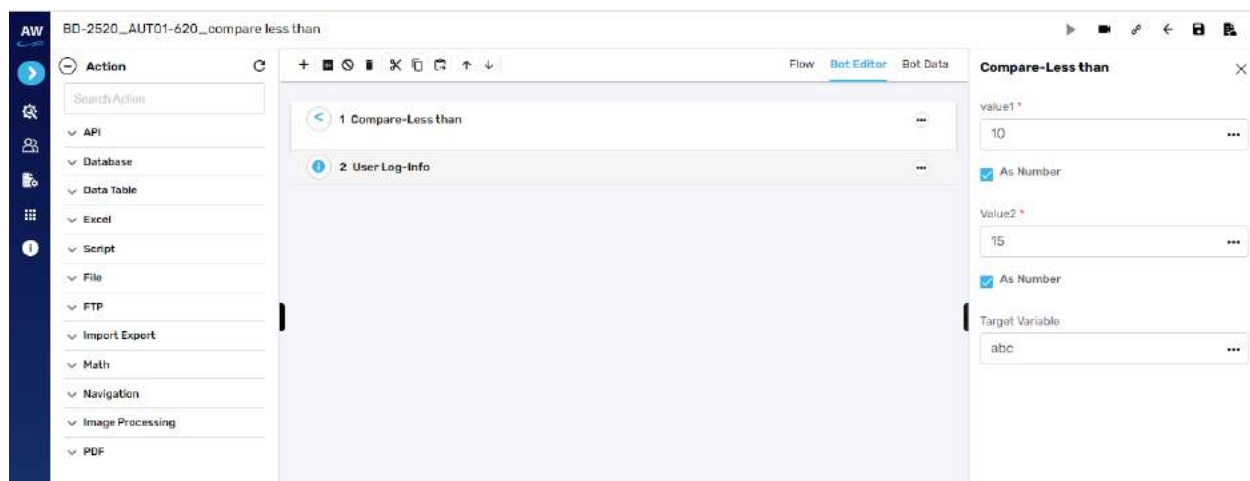 AW
BD-2520_AUT01-620_compare less than
Action
Search Action
API
Database
Data Table
Excel
Script
File
FTP
Import Export
Math
Navigation
Image Processing
PDF
Flow Bot Editor Bot Data
1 Compare-Less than
2 User Log-Info
Compare-Less than
value1 *
10
As Number
Value2 *
15
As Number
Target Variable
abc